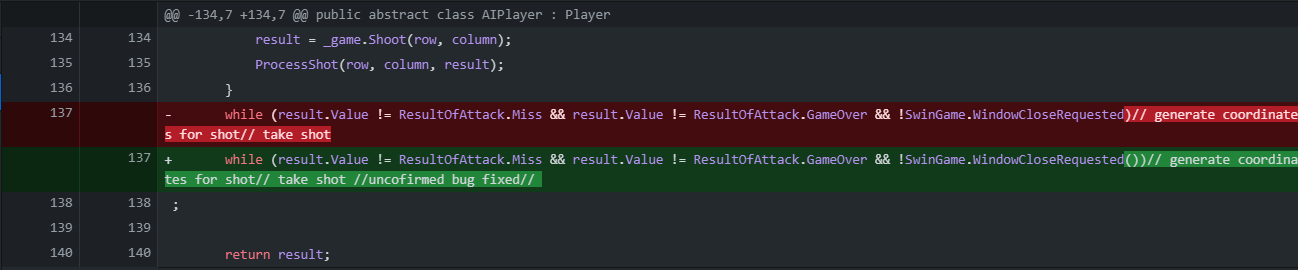 @@ -134,7 +134,7 @@ public abstract class AIPlayer : Player
134 134 result = _game.Shoot(row, column);
135 135 ProcessShot(row, column, result);
136 136 }
137 - while (result.Value != ResultOfAttack.Miss && result.Value != ResultOfAttack.GameOver && !SwinGame.WindowCloseRequested)// generate coordinate
s for shot// take shot
137 + while (result.Value != ResultOfAttack.Miss && result.Value != ResultOfAttack.GameOver && !SwinGame.WindowCloseRequested())// generate coordina
tes for shot// take shot //uncofirmed bug fixed//
138 138 ;
139 139
140 140 return result;